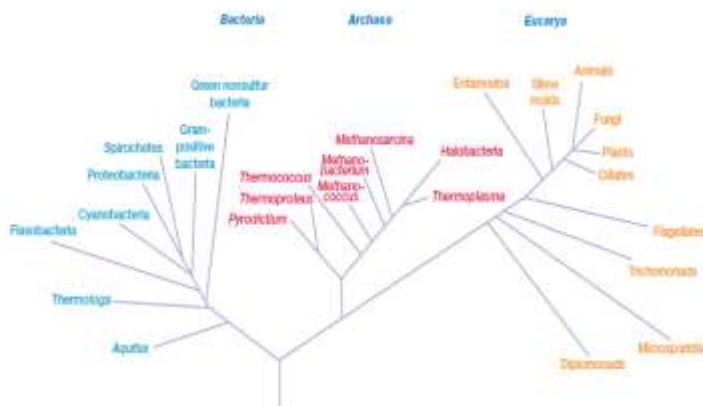 Bacteria
Archaea
Eucarya
Green nonsulfur
bacteria
Gram-
positive
bacteria
Spirochetes
Proteobacteria
Cyanobacteria
Flavobacteria
Thermotoga
Aquifex
Methanosarcina
Methano-
bacterium
Methano-
coccus
Thermococcus
Thermoproteus
Pyrodictium
Halobacteria
Thermoplasma
Entamoeba
Slime
molds
Animals
Fungi
Plants
Ciliates
Flagellates
Trichomonads
Microsporidia
Diplomonads